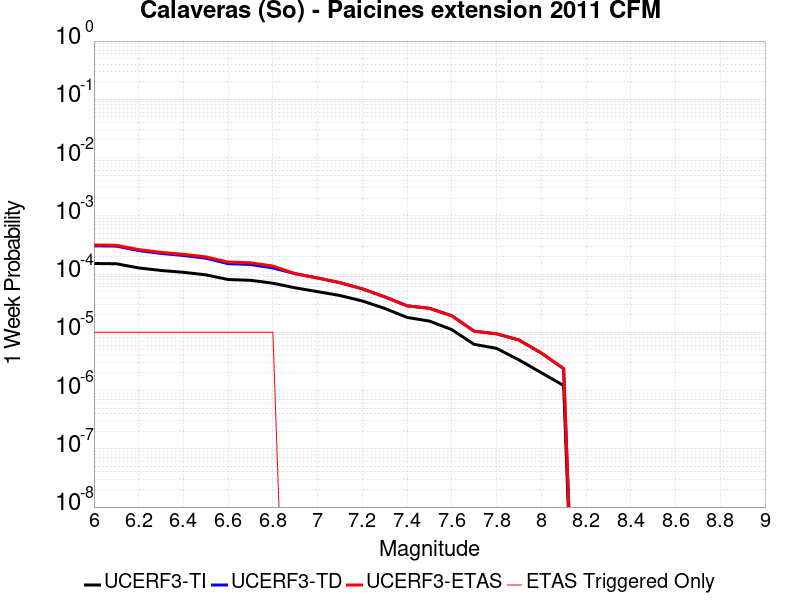 Calaveras (So) - Paicines extension 2011 CFM
10^0
10^-1
10^-2
10^-3
10^-4
10^-5
10^-6
10^-7
10^-8
1 Week Probability
6 6.2 6.4 6.6 6.8 7 7.2 7.4 7.6 7.8 8 8.2 8.4 8.6 8.8 9
Magnitude
UCERF3-TI UCERF3-TD UCERF3-ETAS ETAS Triggered Only